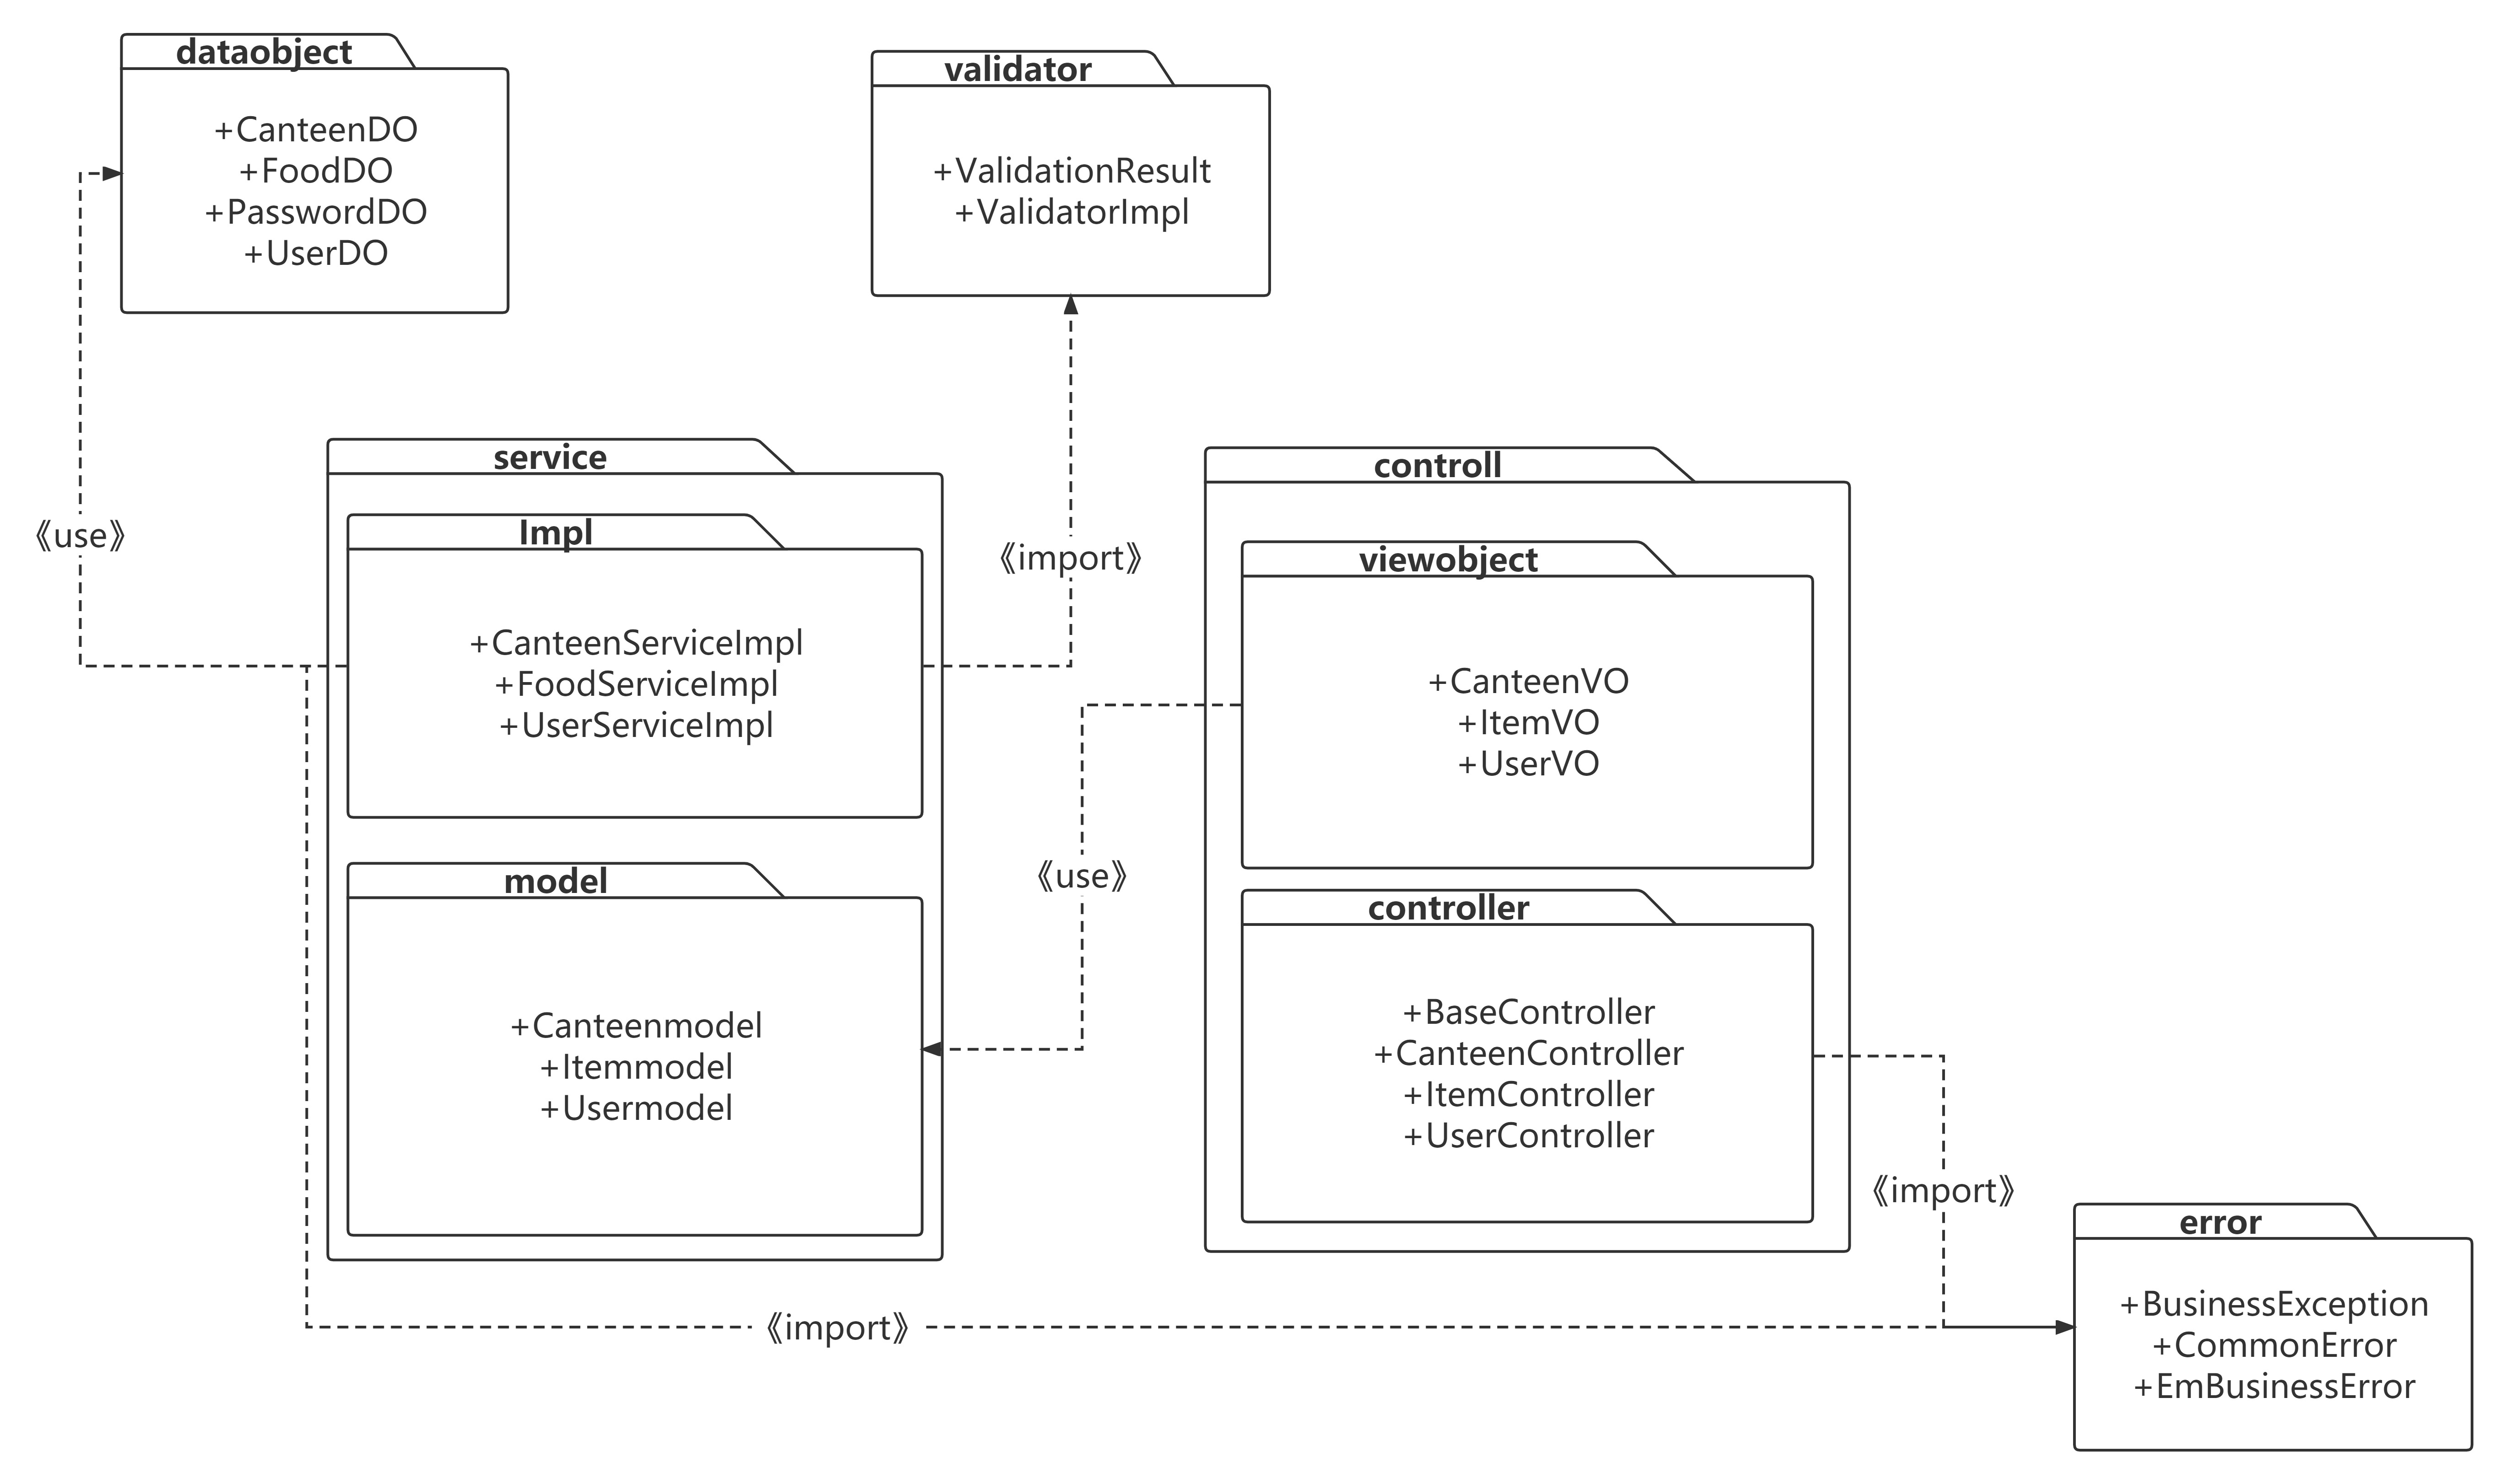 dataobject
+CanteenDO
+FoodDO
+PasswordDO
+UserDO
validator
+ValidationResult
+ValidatorImpl
《use》
service
Impl
+CanteenServiceImpl
+FoodServiceImpl
+UserServiceImpl
model
+Canteenmodel
+Itemmodel
+Usermodel
《import》
《use》
controll
viewobject
+CanteenVO
+ItemVO
+UserVO
controller
+BaseController
+CanteenController
+ItemController
+UserController
《import》
《import》
error
+BusinessException
+CommonError
+EmBusinessError